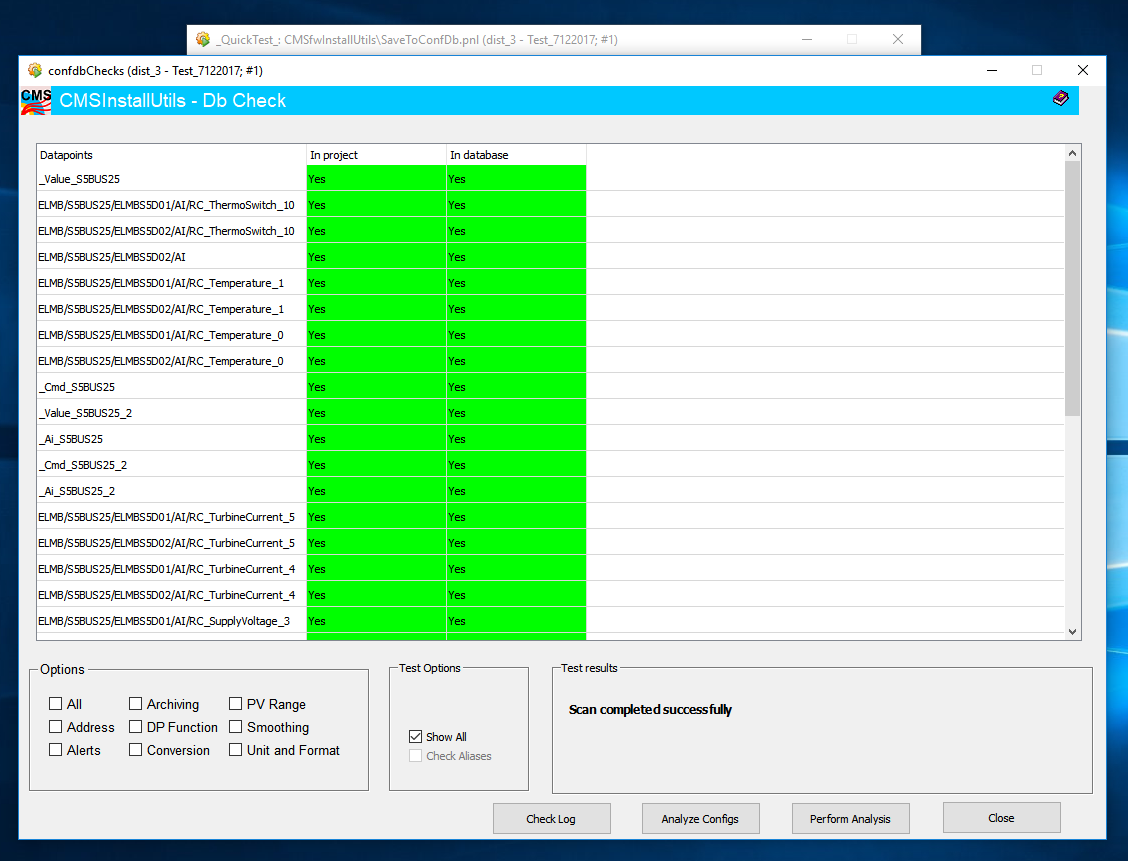 _QuickTest_: CMSfwInstallUtils\SaveToConfDb.pnl (dist_3 - Test_7122017; #1)
confdbChecks (dist_3 - Test_7122017; #1)
CMS CMSInstallUtils - Db Check
Datapoints In project In database
_Value_S5BUS25 Yes Yes
ELMB/S5BUS25/ELMBS5D01/AI/RC_ThermoSwitch_10 Yes Yes
ELMB/S5BUS25/ELMBS5D02/AI/RC_ThermoSwitch_10 Yes Yes
ELMB/S5BUS25/ELMBS5D02/AI Yes Yes
ELMB/S5BUS25/ELMBS5D01/AI/RC_Temperature_1 Yes Yes
ELMB/S5BUS25/ELMBS5D02/AI/RC_Temperature_1 Yes Yes
ELMB/S5BUS25/ELMBS5D01/AI/RC_Temperature_0 Yes Yes
ELMB/S5BUS25/ELMBS5D02/AI/RC_Temperature_0 Yes Yes
_Cmd_S5BUS25 Yes Yes
_Value_S5BUS25_2 Yes Yes
_Ai_S5BUS25 Yes Yes
_Cmd_S5BUS25_2 Yes Yes
_Ai_S5BUS25_2 Yes Yes
ELMB/S5BUS25/ELMBS5D01/AI/RC_TurbineCurrent_5 Yes Yes
ELMB/S5BUS25/ELMBS5D02/AI/RC_TurbineCurrent_5 Yes Yes
ELMB/S5BUS25/ELMBS5D01/AI/RC_TurbineCurrent_4 Yes Yes
ELMB/S5BUS25/ELMBS5D02/AI/RC_TurbineCurrent_4 Yes Yes
ELMB/S5BUS25/ELMBS5D01/AI/RC_SupplyVoltage_3 Yes Yes
Options
All Archiving PV Range
Address DP Function Smoothing
Alerts Conversion Unit and Format
Test Options
Show All
Check Aliases
Test results
Scan completed successfully
Check Log Analyze Configs Perform Analysis Close